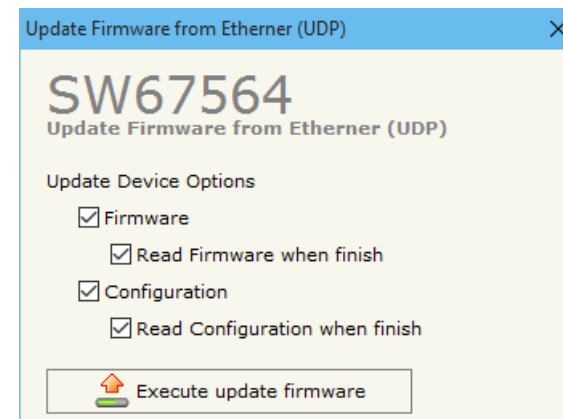 Update Firmware from Etherner (UDP)
SW67564
Update Firmware from Etherner (UDP)
Update Device Options
Firmware
Read Firmware when finish
Configuration
Read Configuration when finish
Execute update firmware